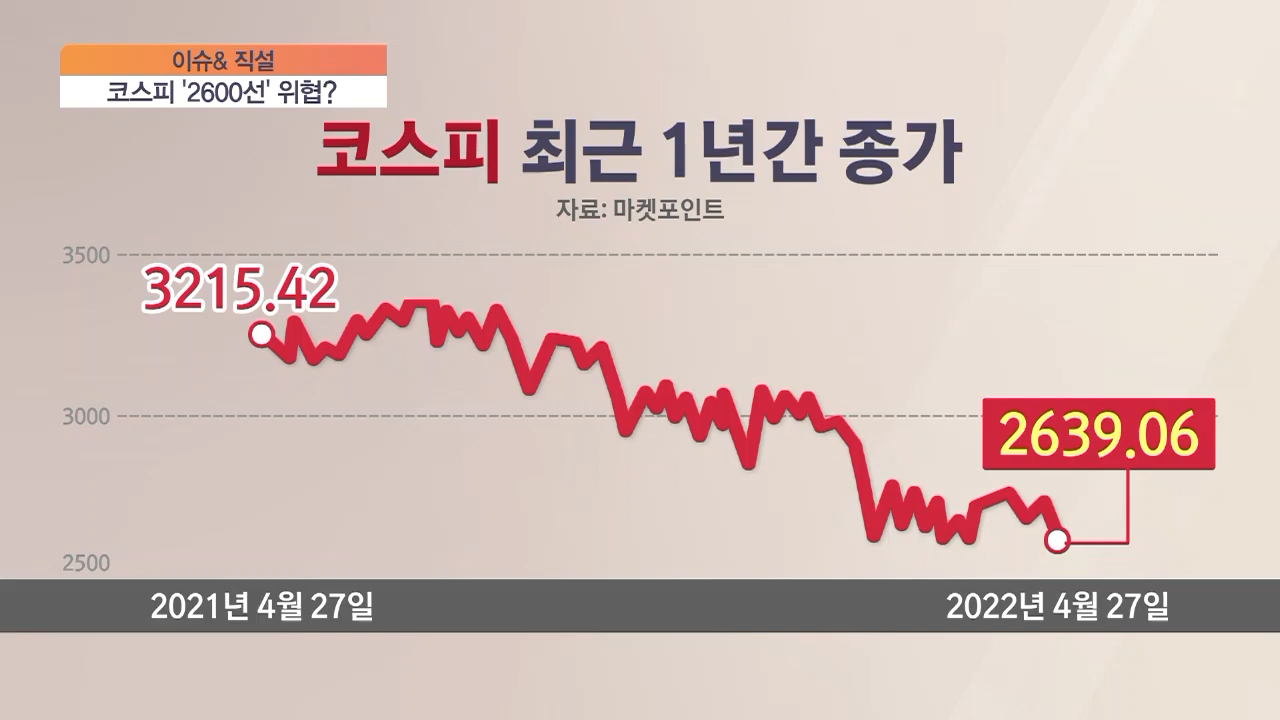 이슈& 직설
코스피 '2600선' 위협?
코스피 최근 1년간 종가
자료: 마켓포인트
3500
3215.42
3000
2639.06
2500
2021년 4월 27일
2022년 4월 27일